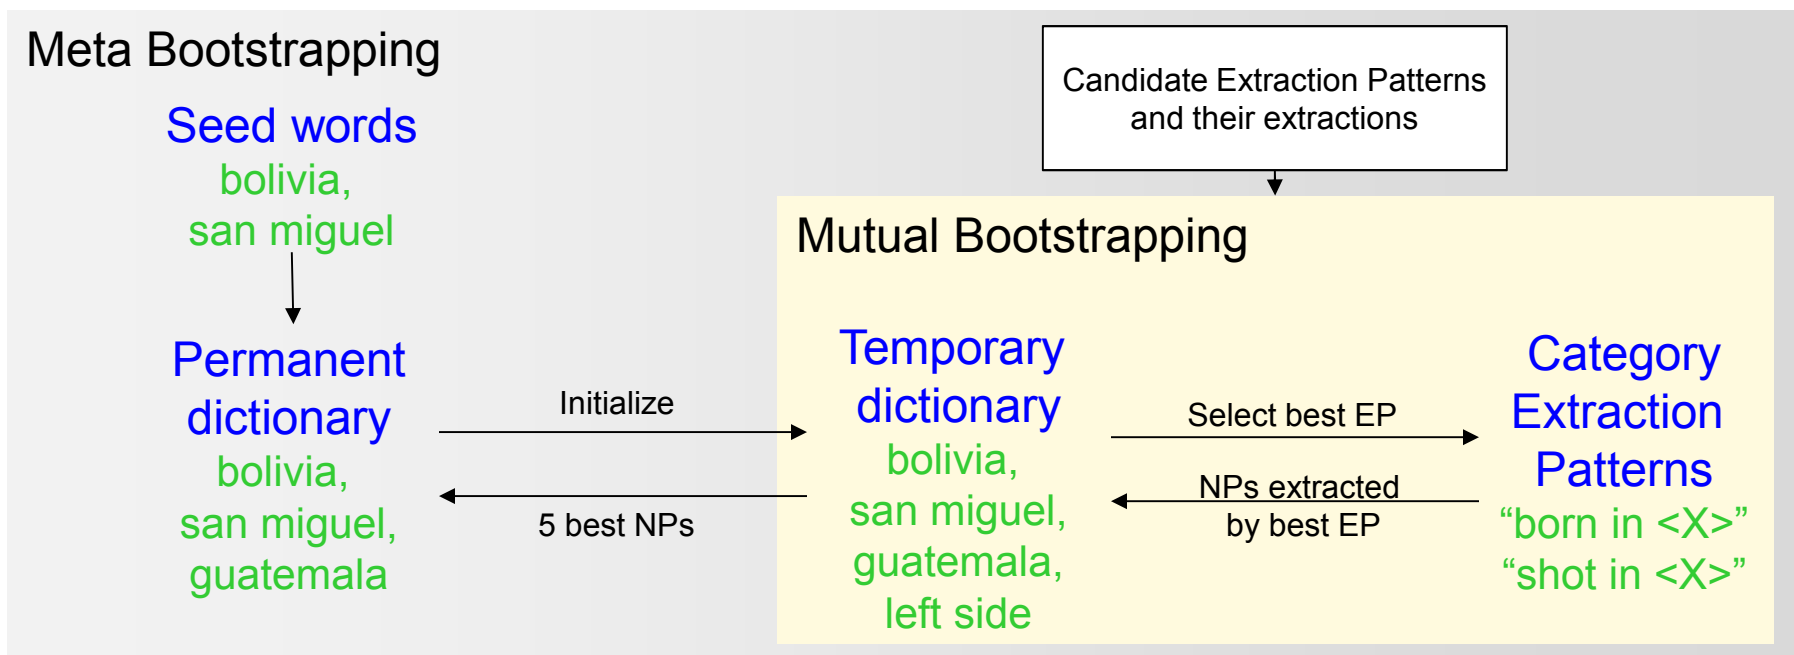 Meta Bootstrapping
Seed words
bolivia,
san miguel
Permanent
dictionary
bolivia,
san miguel,
guatemala
Initialize
5 best NPs
Candidate Extraction Patterns
and their extractions
Mutual Bootstrapping
Temporary
dictionary
bolivia,
san miguel,
guatemala,
left side
Select best EP
NPs extracted
by best EP
Category
Extraction
Patterns
“born in <X>”
“shot in <X>”